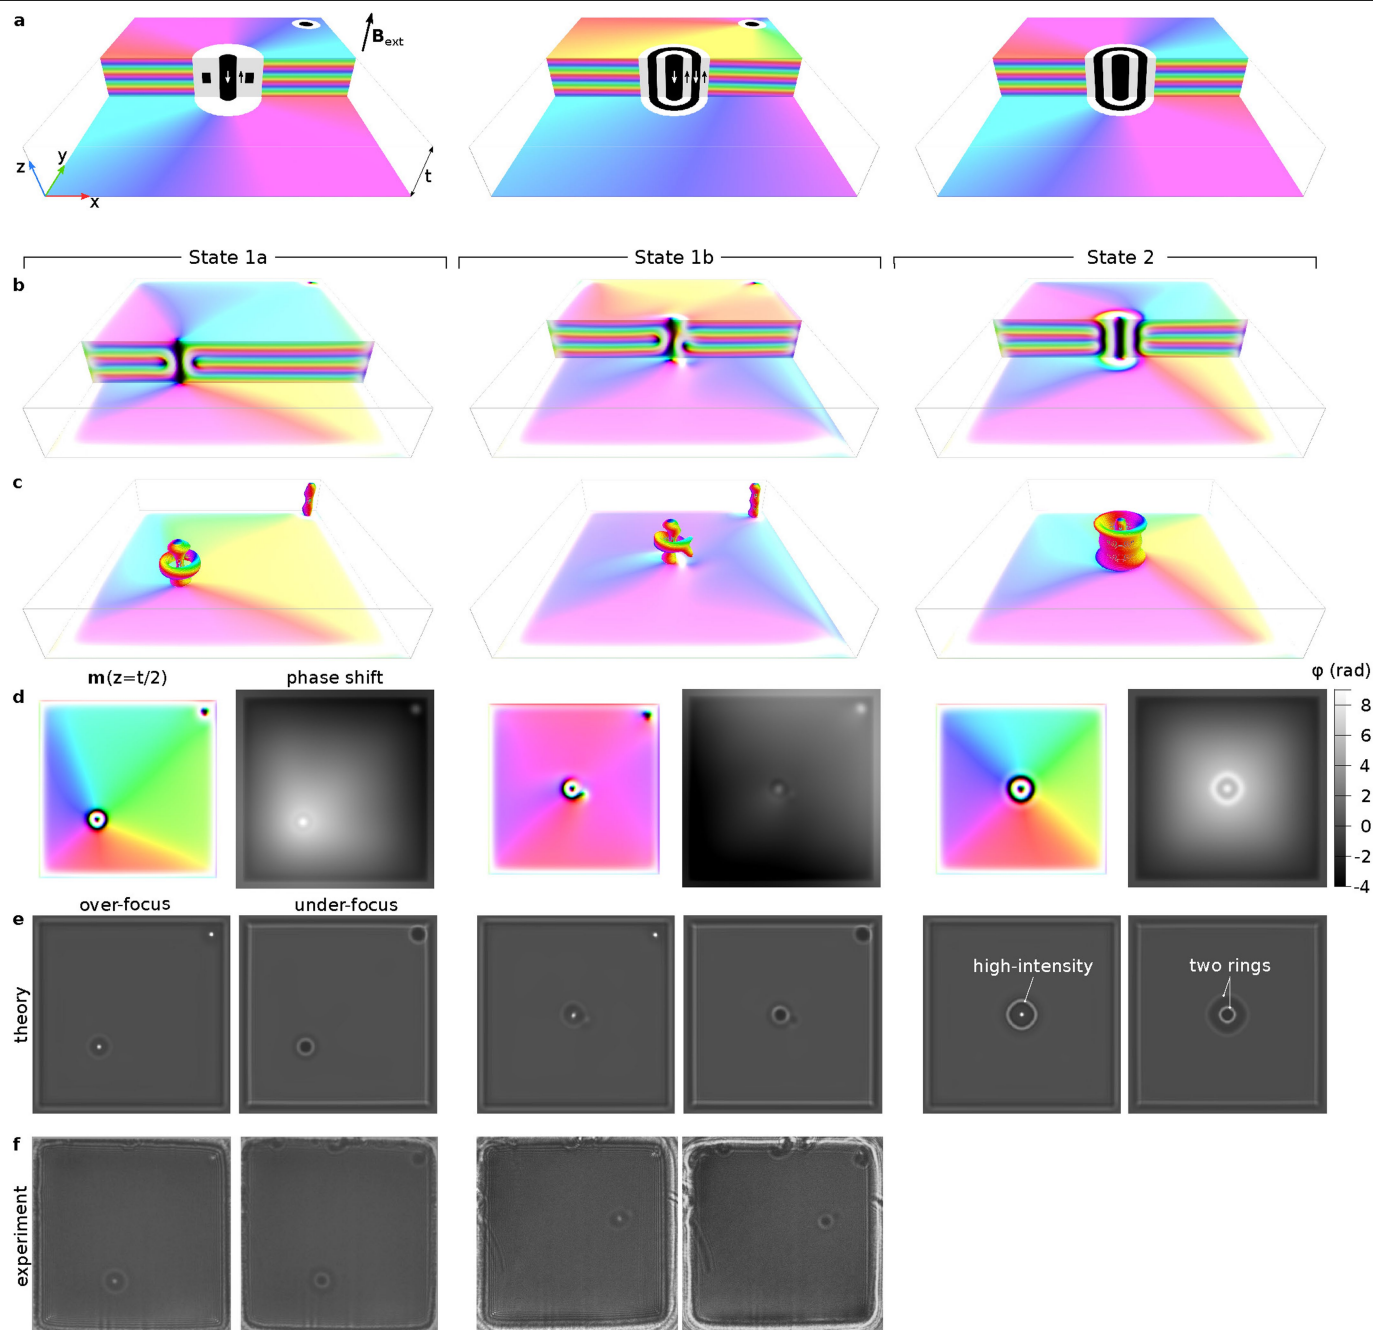 a
B_ext
z
y
x
t
State 1a
State 1b
State 2
b
c
m(z=t/2)
phase shift
φ (rad)
d
8
6
4
2
0
-2
-4
over-focus
under-focus
e
theory
high-intensity
two rings
f
experiment